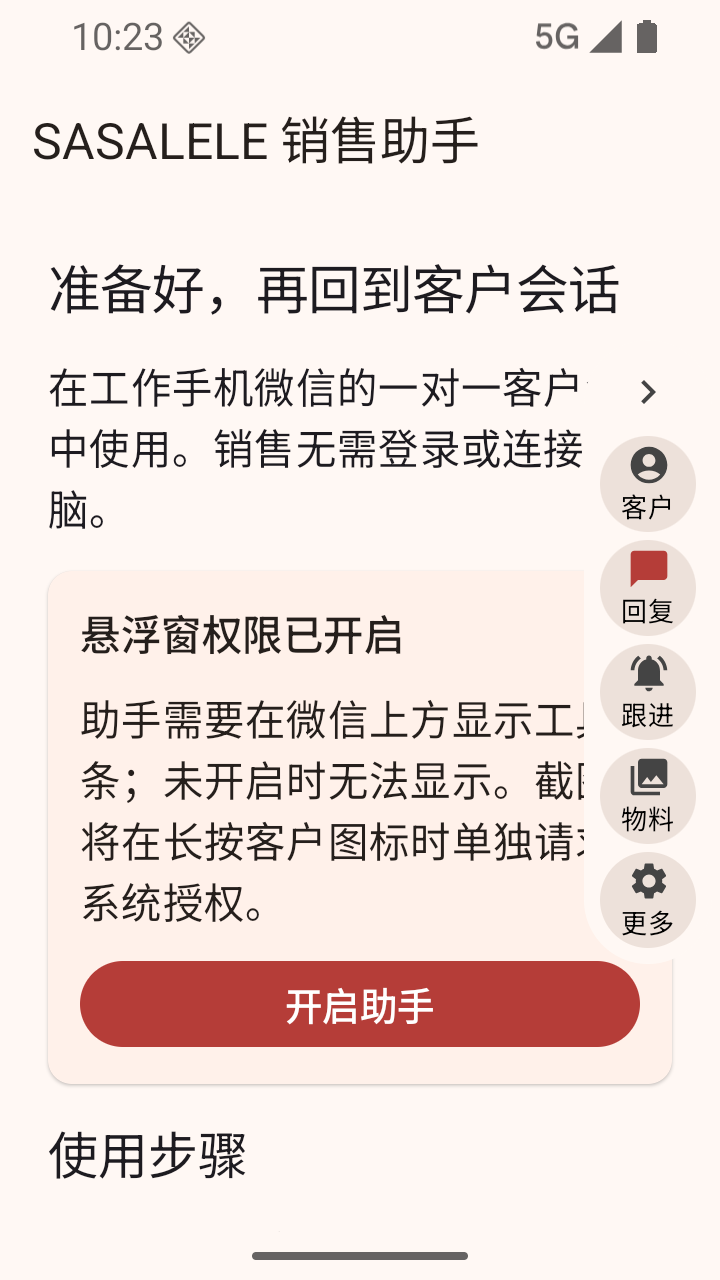 10:23
5G
SASALELE 销售助手
准备好，再回到客户会话
在工作手机微信的一对一客户
中使用。销售无需登录或连接
脑。
悬浮窗权限已开启
助手需要在微信上方显示工
条；未开启时无法显示。截
将在长按客户图标时单独请
系统授权。
开启助手
使用步骤
客户
回复
跟进
物料
更多